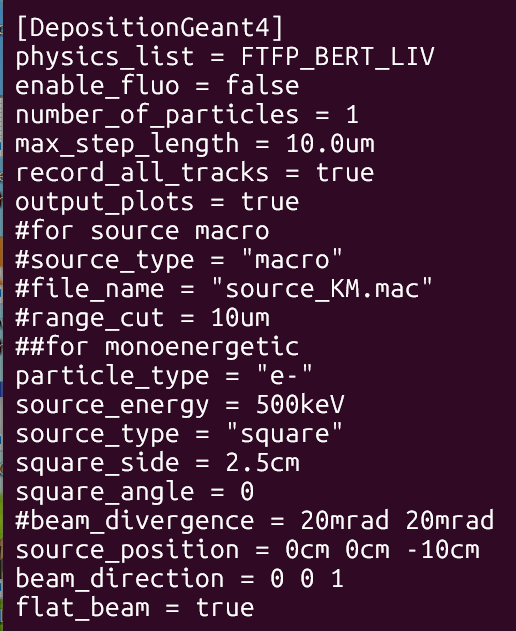 [DepositionGeant4]
physics_list = FTFP_BERT_LIV
enable_fluo = false
number_of_particles = 1
max_step_length = 10.0um
record_all_tracks = true
output_plots = true
#for source macro
#source_type = "macro"
#file_name = "source_KM.mac"
#range_cut = 10um
##for monoenergetic
particle_type = "e-"
source_energy = 500keV
source_type = "square"
square_side = 2.5cm
square_angle = 0
#beam_divergence = 20mrad 20mrad
source_position = 0cm 0cm -10cm
beam_direction = 0 0 1
flat_beam = true